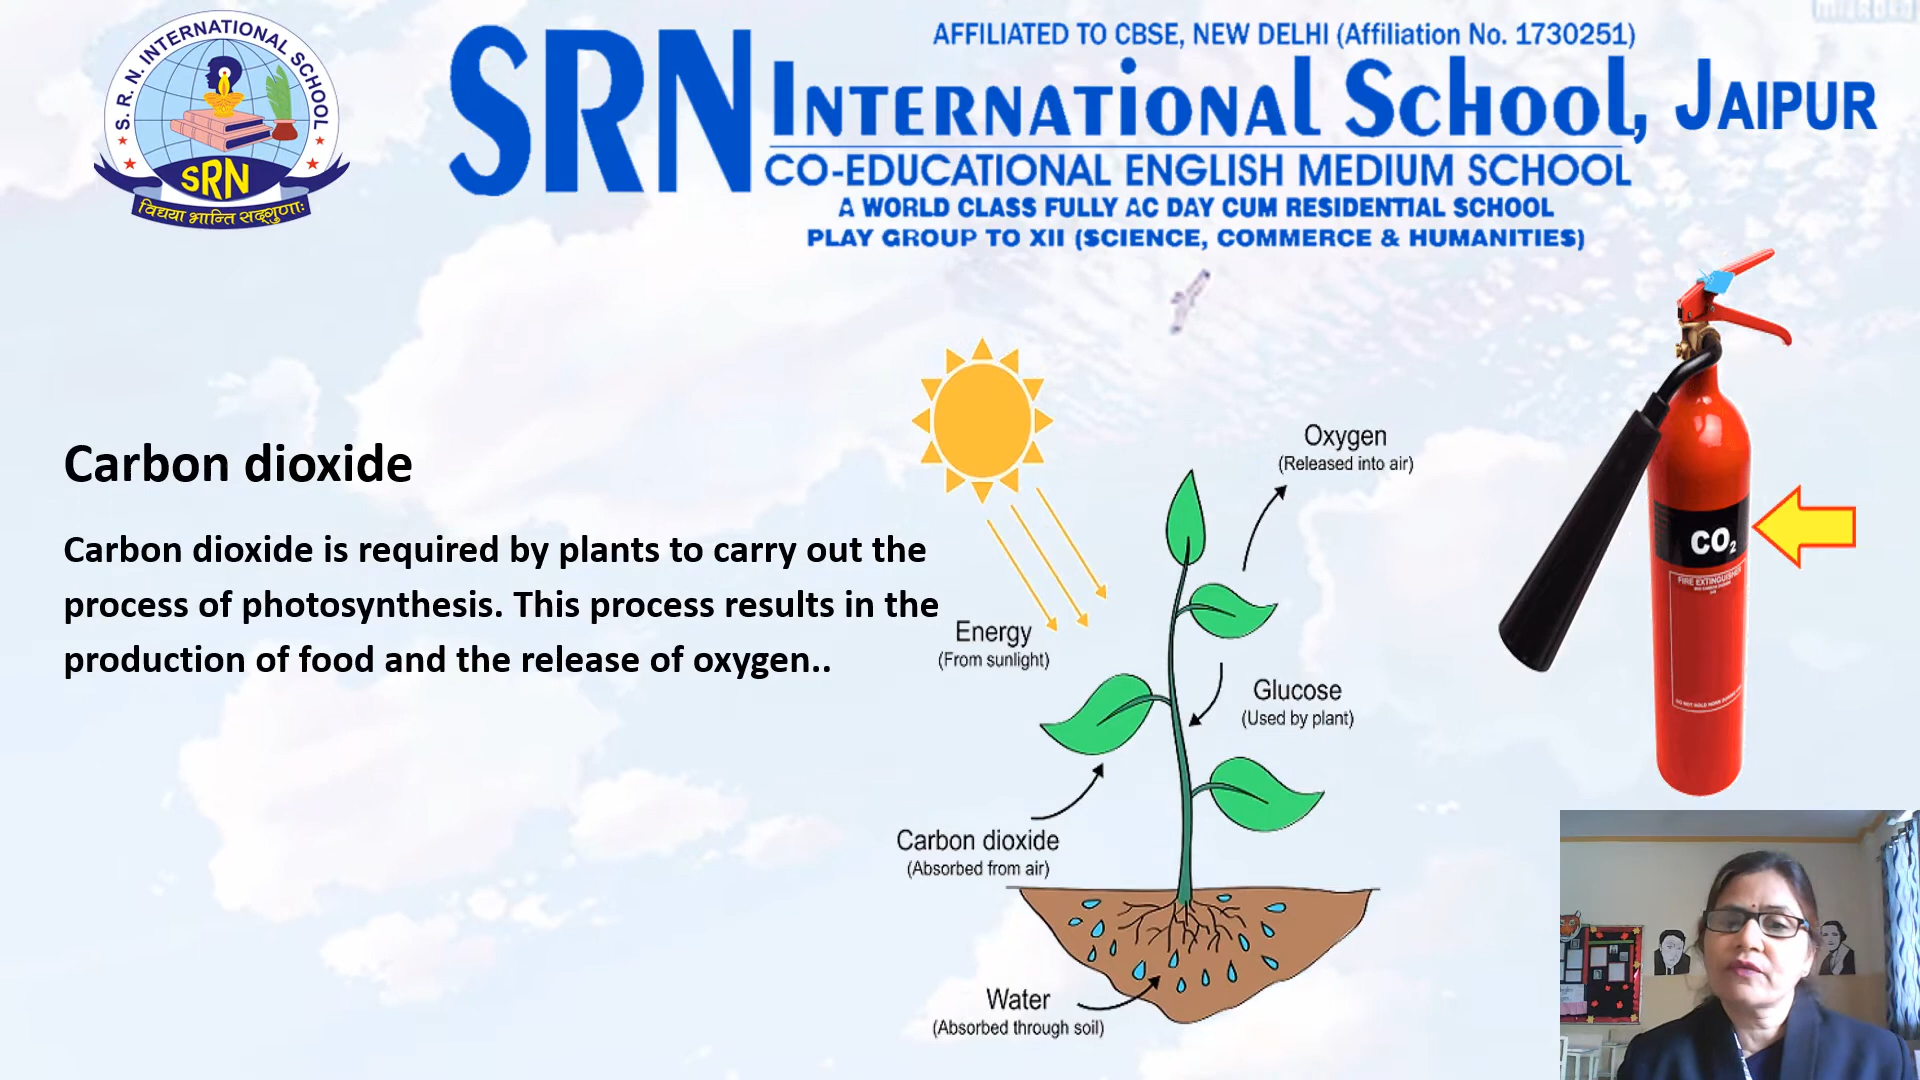 S. R. N. INTERNATIONAL SCHOOL
SRN
विद्यया भान्ति सद्गुणाः
AFFILIATED TO CBSE, NEW DELHI (Affiliation No. 1730251)
SRN INTERNATIONAL SCHOOL, JAIPUR
CO-EDUCATIONAL ENGLISH MEDIUM SCHOOL
A WORLD CLASS FULLY AC DAY CUM RESIDENTIAL SCHOOL
PLAY GROUP TO XII (SCIENCE, COMMERCE & HUMANITIES)
Carbon dioxide
Carbon dioxide is required by plants to carry out the
process of photosynthesis. This process results in the
production of food and the release of oxygen..
Oxygen
(Released into air)
Energy
(From sunlight)
Glucose
(Used by plant)
Carbon dioxide
(Absorbed from air)
Water
(Absorbed through soil)
CO2
FIRE EXTINGUISHER